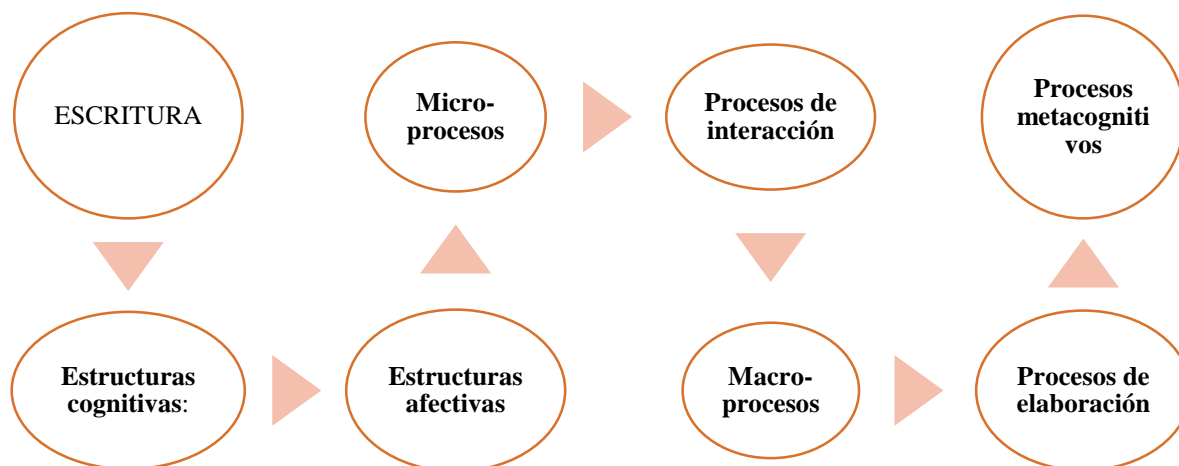 ESCRITURA
Estructuras
cognitivas:
Estructuras
afectivas
Micro-
procesos
Procesos de
interacción
Macro-
procesos
Procesos de
elaboración
Procesos
metacogniti
vos